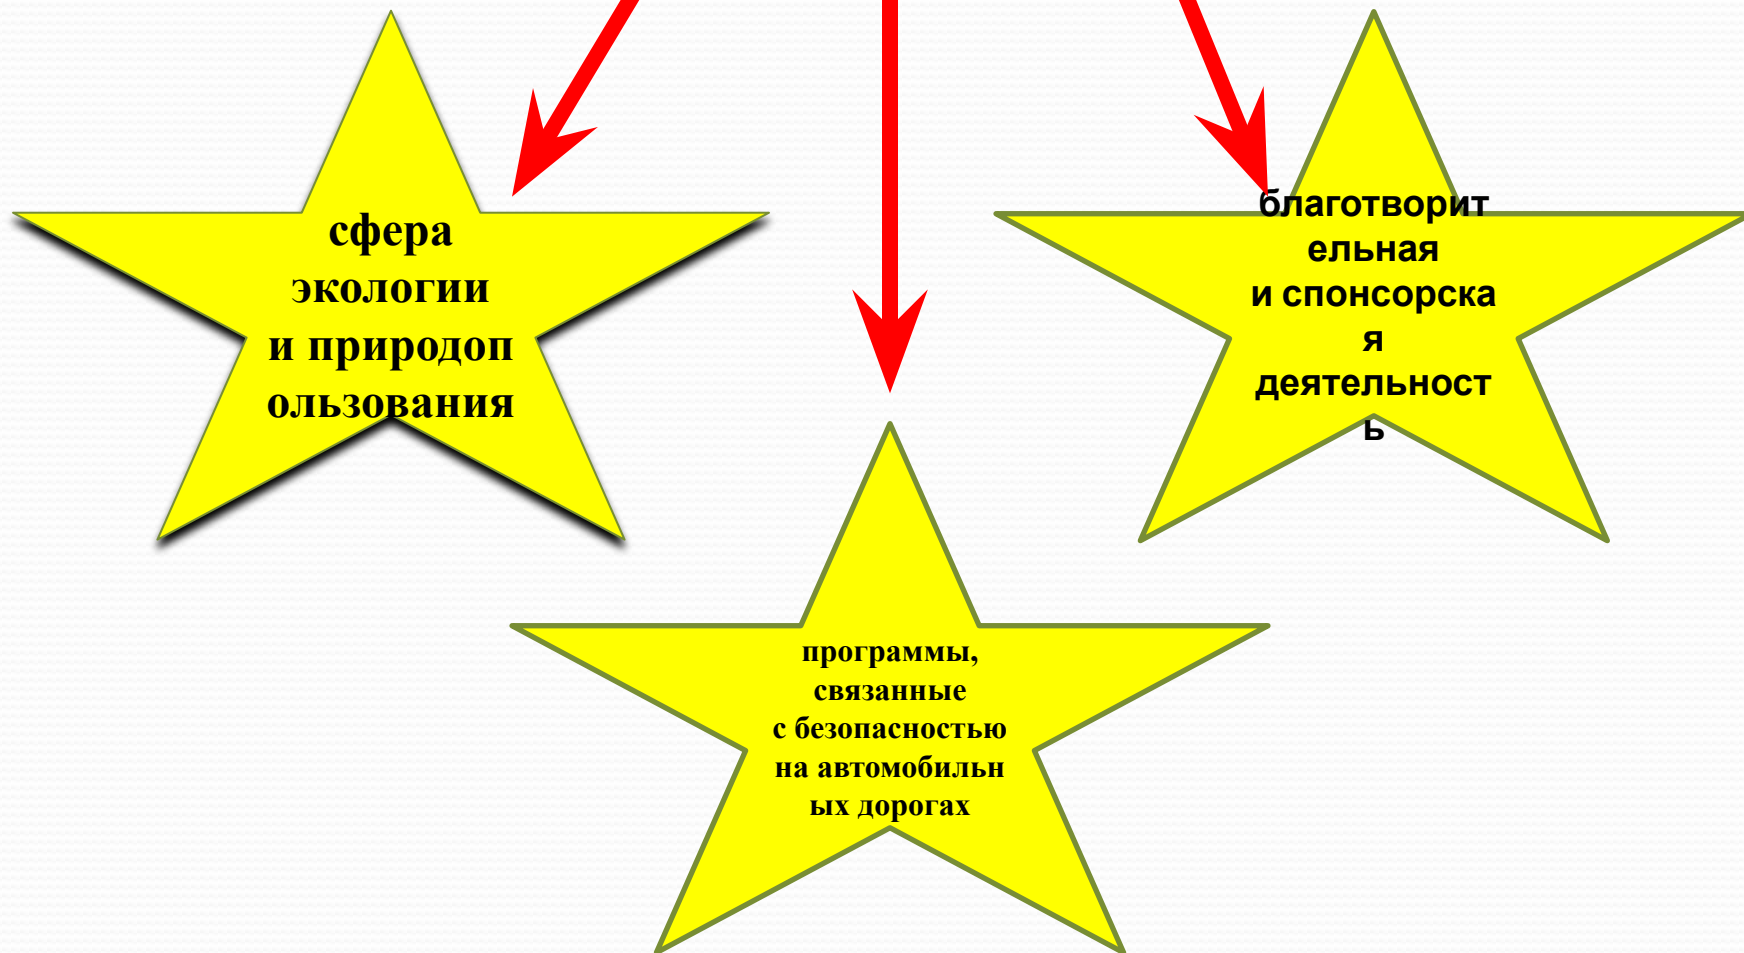 сфера
экологии
и природоп
ользования
благотворит
ельная
и спонсорска
я
деятельност
ь
программы,
связанные
с безопасностью
на автомобильн
ых дорогах